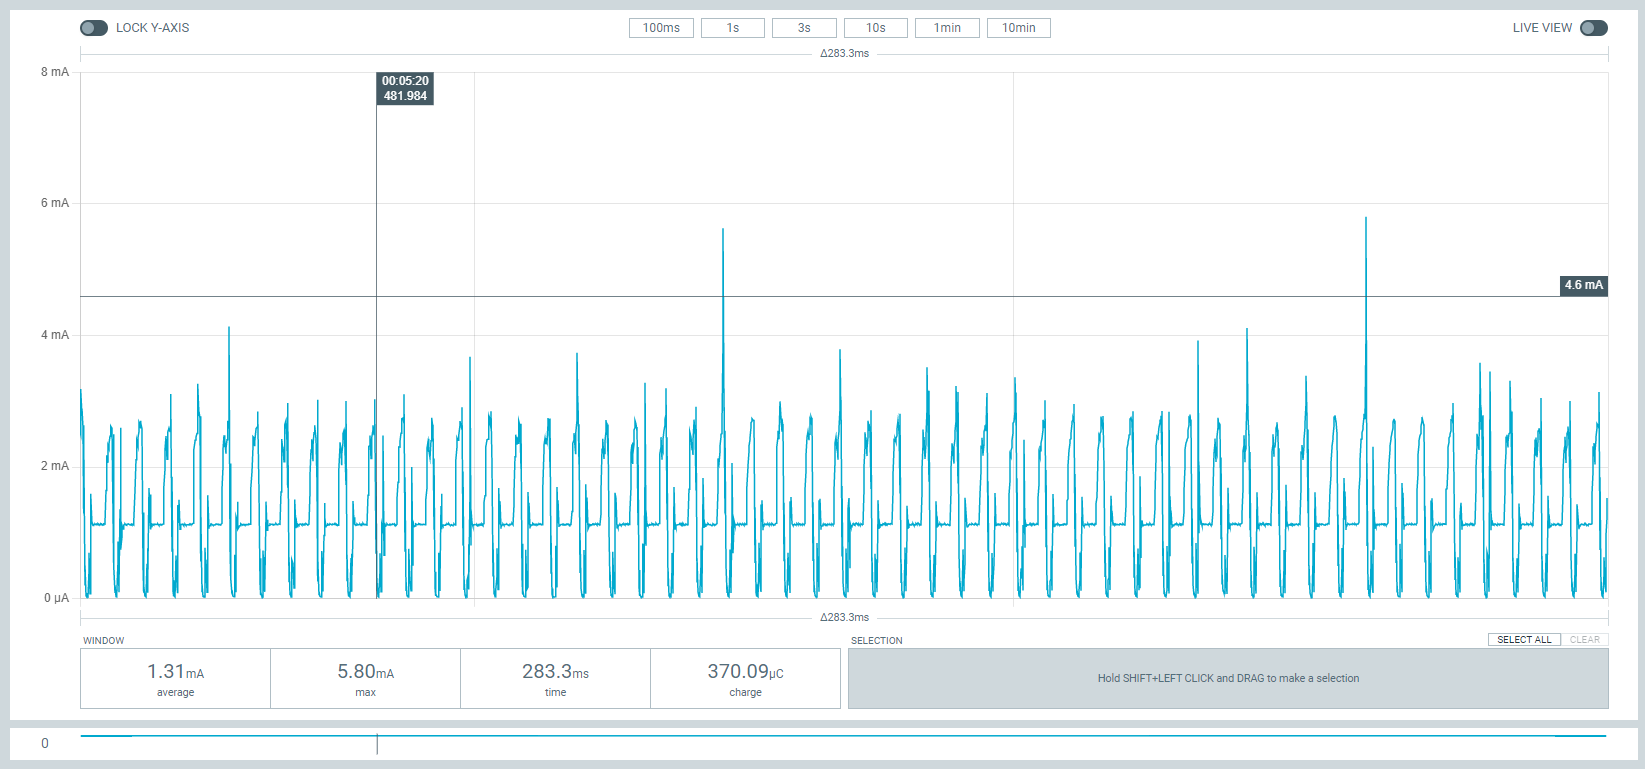 LOCK Y-AXIS 100ms 1s 3s 10s 1min 10min LIVE VIEW
Δ283.3ms
8 mA
00:05:20
481.984
6 mA
4.6 mA
4 mA
2 mA
0 µA
Δ283.3ms
WINDOW SELECTION SELECT ALL CLEAR
1.31mA 5.80mA 283.3ms 370.09µC
average max time charge
Hold SHIFT+LEFT CLICK and DRAG to make a selection
0